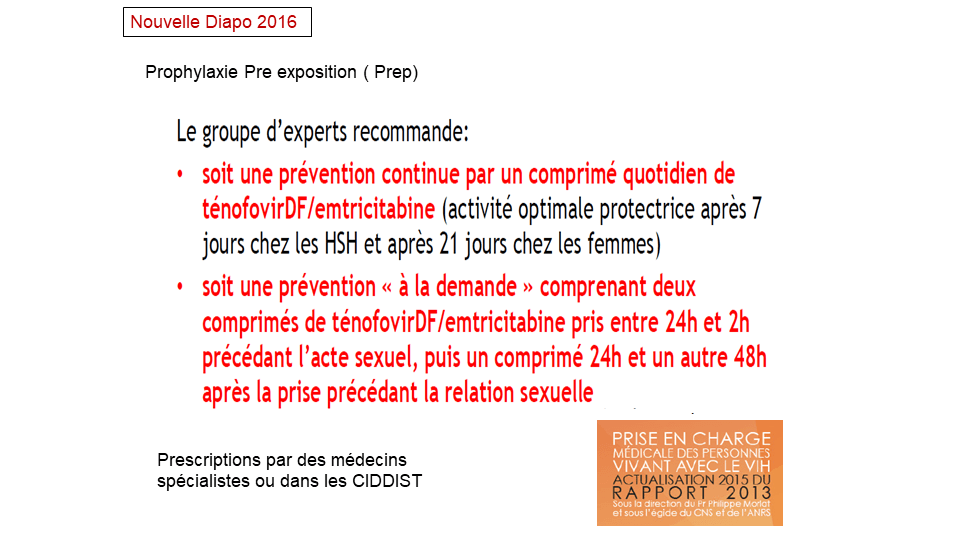 Nouvelle Diapo 2016
Prophylaxie Pre exposition ( Prep)
Le groupe d’experts recommande:
• soit une prévention continue par un comprimé quotidien de
ténofovirDF/emtricitabine (activité optimale protectrice après 7
jours chez les HSH et après 21 jours chez les femmes)
• soit une prévention « à la demande » comprenant deux
comprimés de ténofovirDF/emtricitabine pris entre 24h et 2h
précédant l’acte sexuel, puis un comprimé 24h et un autre 48h
après la prise précédant la relation sexuelle
Prescriptions par des médecins
spécialistes ou dans les CIDDIST
PRISE EN CHARGE
MÉDICALE DES PERSONNES
VIVANT AVEC LE VIH
ACTUALISATION 2015 DU
RAPPORT 2013
Sous la direction du Pr Philippe Morlat
et sous l'égide du CNS et de l'ANRS